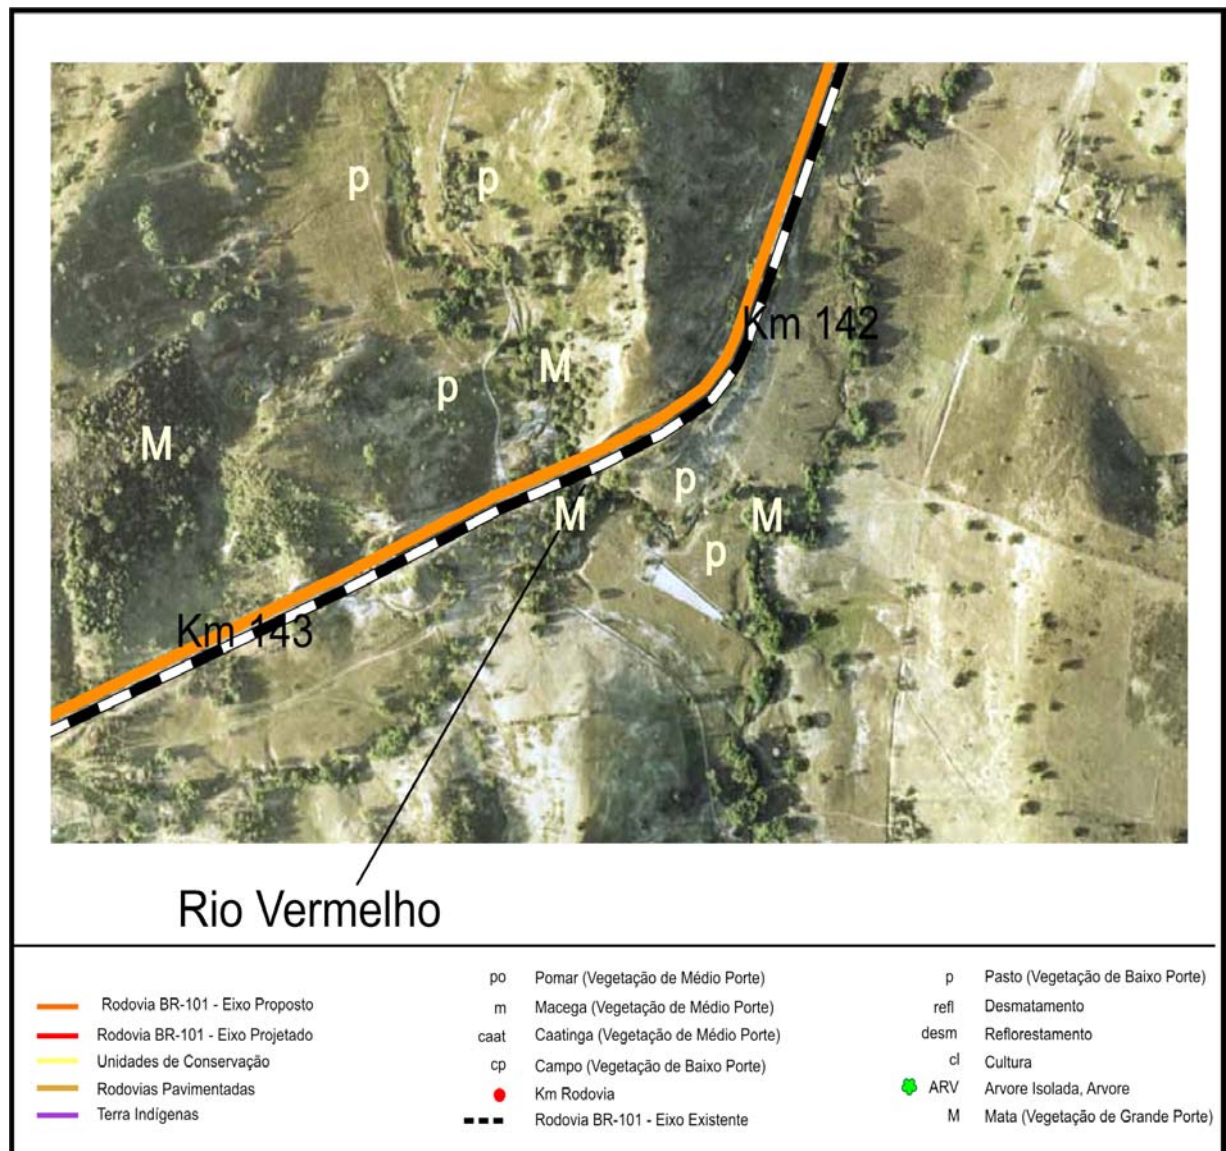 p
p
Km 142
M
p
M
p
M
M
p
Km 143
Rio Vermelho
Rodovia BR-101 - Eixo Proposto
Rodovia BR-101 - Eixo Projetado
Unidades de Conservação
Rodovias Pavimentadas
Terra Indígenas
po Pomar (Vegetação de Médio Porte)
m Macega (Vegetação de Médio Porte)
caat Caatinga (Vegetação de Médio Porte)
cp Campo (Vegetação de Baixo Porte)
Km Rodovia
Rodovia BR-101 - Eixo Existente
p Pasto (Vegetação de Baixo Porte)
refl Desmatamento
desm Reflorestamento
cl Cultura
ARV Arvore Isolada, Arvore
M Mata (Vegetação de Grande Porte)